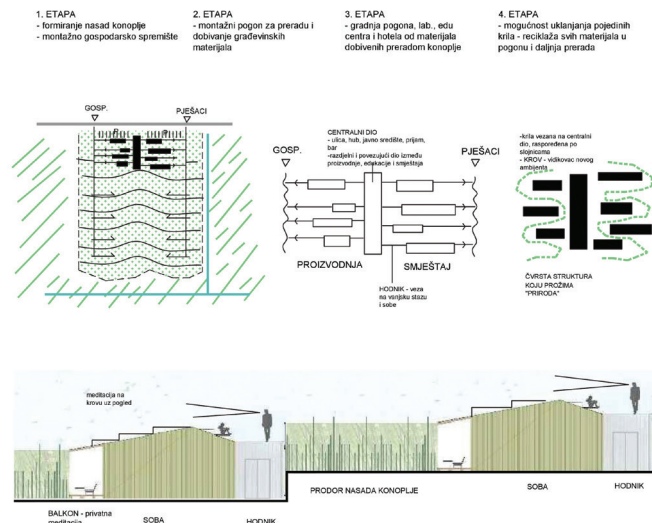 1. ETAPA
- formiranje nasad konoplje
- montažno gospodarsko spremište
2. ETAPA
- montažni pogon za preradu i
dobivanje građevinskih
materijala
3. ETAPA
- gradnja pogona, lab., edu
centra i hotela od materijala
dobivenih preradom konoplje
4. ETAPA
- mogućnost uklanjanja pojedinih
krila - reciklaža svih materijala u
pogonu i daljnja prerada
GOSP.
PJEŠACI
P
CENTRALNI DIO
- ulica, hub, javno središte, prijam,
bar
-razdjelni i povezujući dio između
proizvodnje, edukacije i smještaja
GOSP.
PJEŠACI
PROIZVODNJA
SMJEŠTAJ
HODNIK - veza
na vanjsku stazu
i sobe
-krila vezana na centralni
dio, raspoređena po
slojnicama
- KROV - vidikovac novog
ambijenta
ČVRSTA STRUKTURA
KOJU PROŽIMA
"PRIRODA"
meditacija na
krovu uz pogled
BALKON - privatna
meditacija
SOBA
HODNIK
PRODOR NASADA KONOPLJE
SOBA
HODNIK